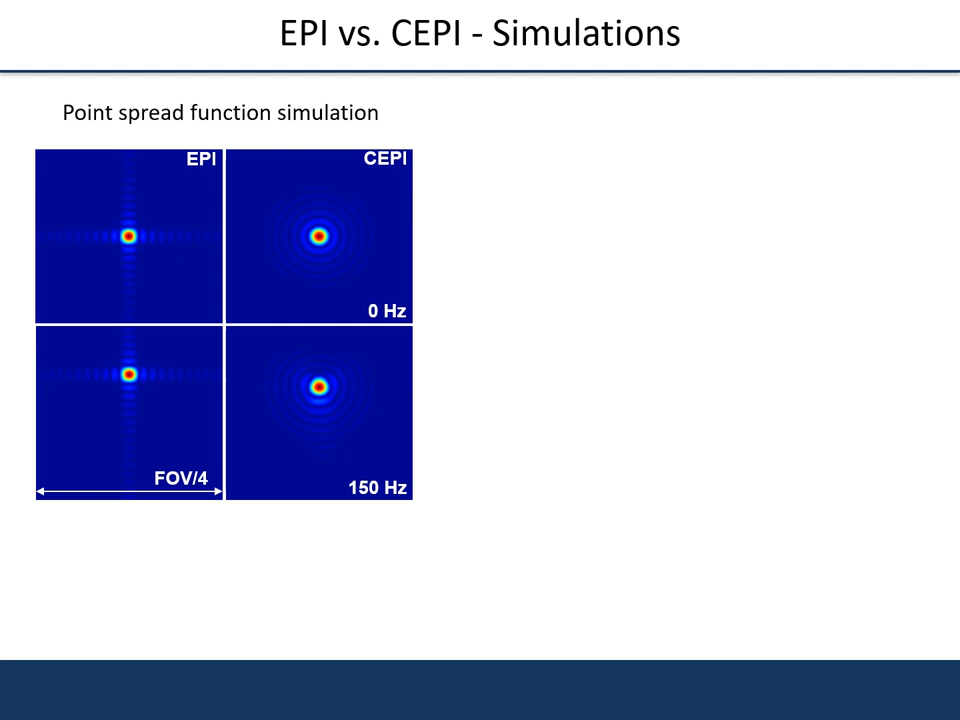 EPI vs. CEPI - Simulations
Point spread function simulation
EPI
CEPI
0 Hz
FOV/4
150 Hz